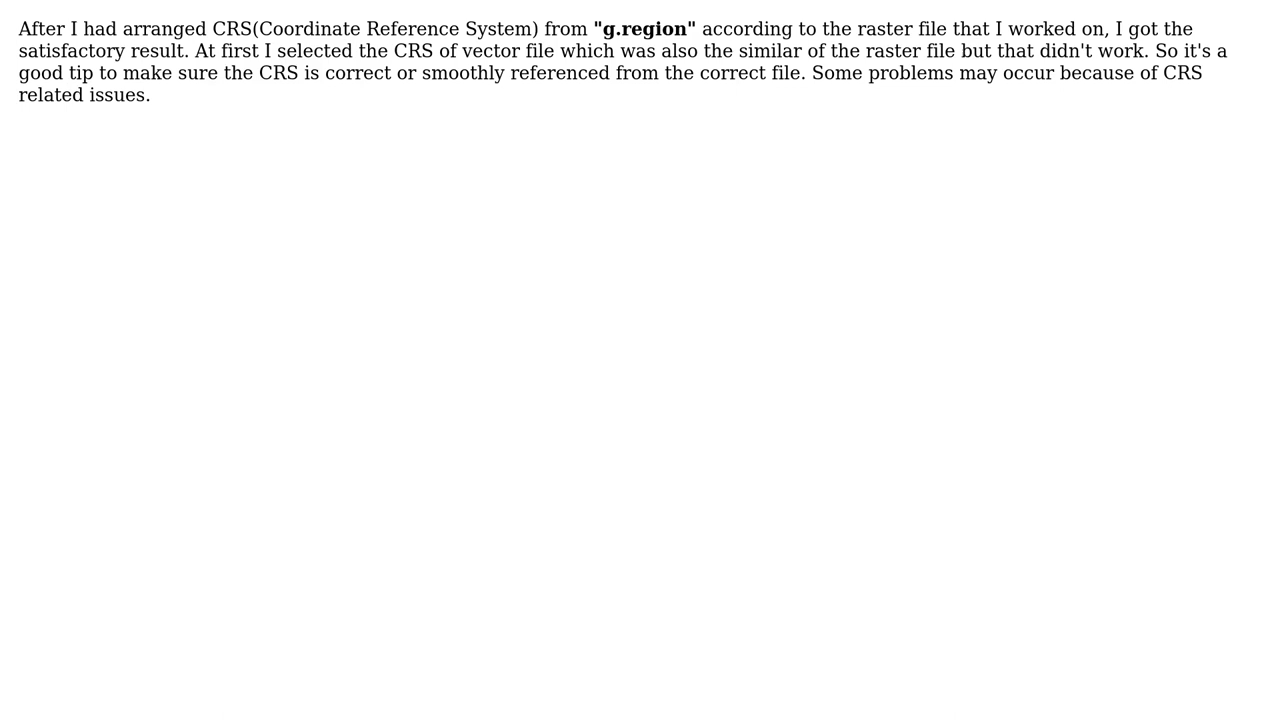 After I had arranged CRS(Coordinate Reference System) from "g.region" according to the raster file that I worked on, I got the
satisfactory result. At first I selected the CRS of vector file which was also the similar of the raster file but that didn't work. So it's a
good tip to make sure the CRS is correct or smoothly referenced from the correct file. Some problems may occur because of CRS
related issues.